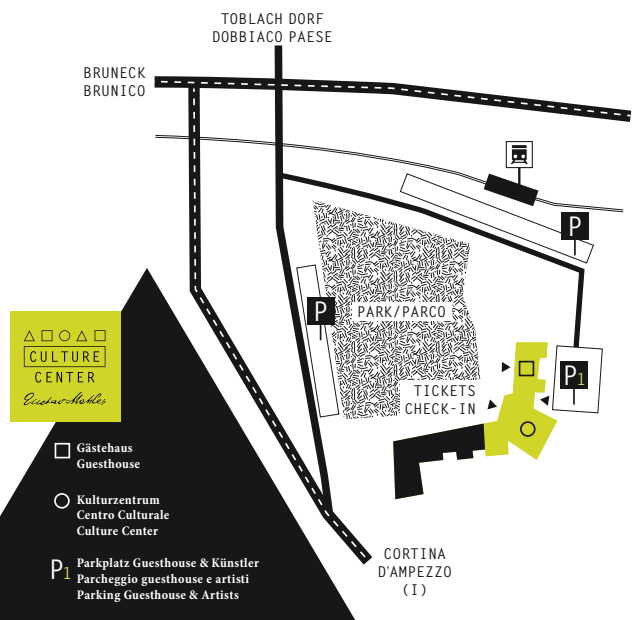 TOBLACH DORF
DOBBIACO PAESE
BRUNECK
BRUNICO
P
P
PARK/PARCO
P1
TICKETS
CHECK-IN
CULTURE
CENTER
Gustav Mahler
Gästehaus
Guesthouse
Kulturzentrum
Centro Culturale
Culture Center
P1 Parkplatz Guesthouse & Künstler
Parcheggio guesthouse e artisti
Parking Guesthouse & Artists
CORTINA
D'AMPEZZO
(I)